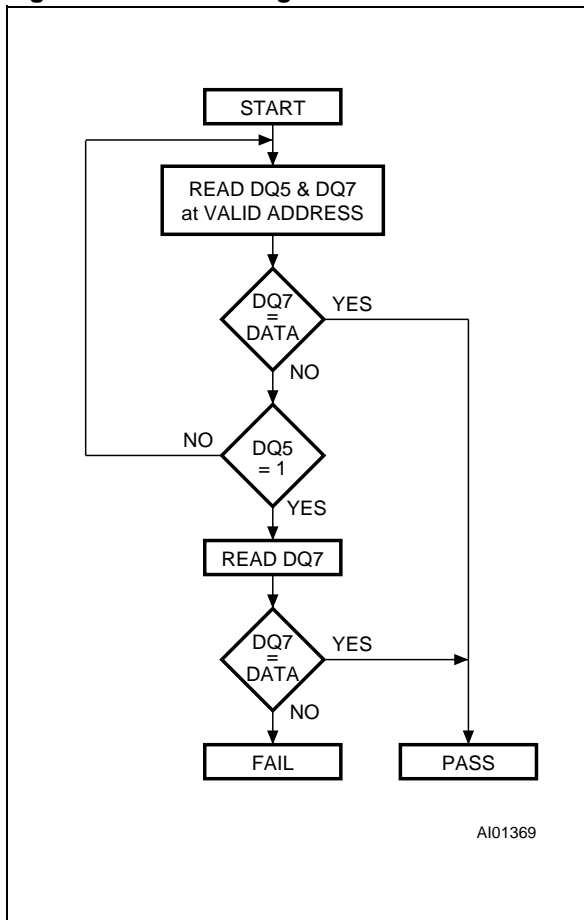 START
READ DQ5 & DQ7
at VALID ADDRESS
DQ7
=
DATA
YES
NO
DQ5
= 1
NO
YES
READ DQ7
DQ7
=
DATA
YES
NO
FAIL
PASS
AI01369